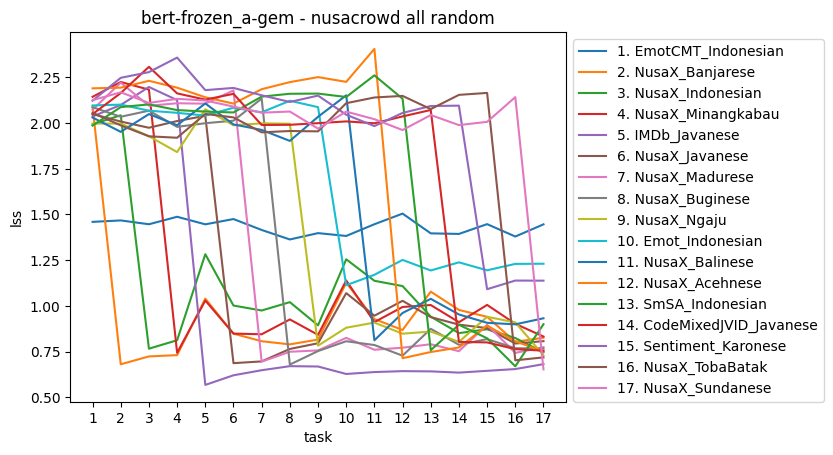 bert-frozen_a-gem - nusacrowd all random
lss
2.25
2.00
1.75
1.50
1.25
1.00
0.75
0.50
1 2 3 4 5 6 7 8 9 10 11 12 13 14 15 16 17
task
1. EmotCMT_Indonesian
2. NusaX_Banjarese
3. NusaX_Indonesian
4. NusaX_Minangkabau
5. IMDb_Javanese
6. NusaX_Javanese
7. NusaX_Madurese
8. NusaX_Buginese
9. NusaX_Ngaju
10. Emot_Indonesian
11. NusaX_Balinese
12. NusaX_Acehnese
13. SmSA_Indonesian
14. CodeMixedJVID_Javanese
15. Sentiment_Karonese
16. NusaX_TobaBatak
17. NusaX_Sundanese